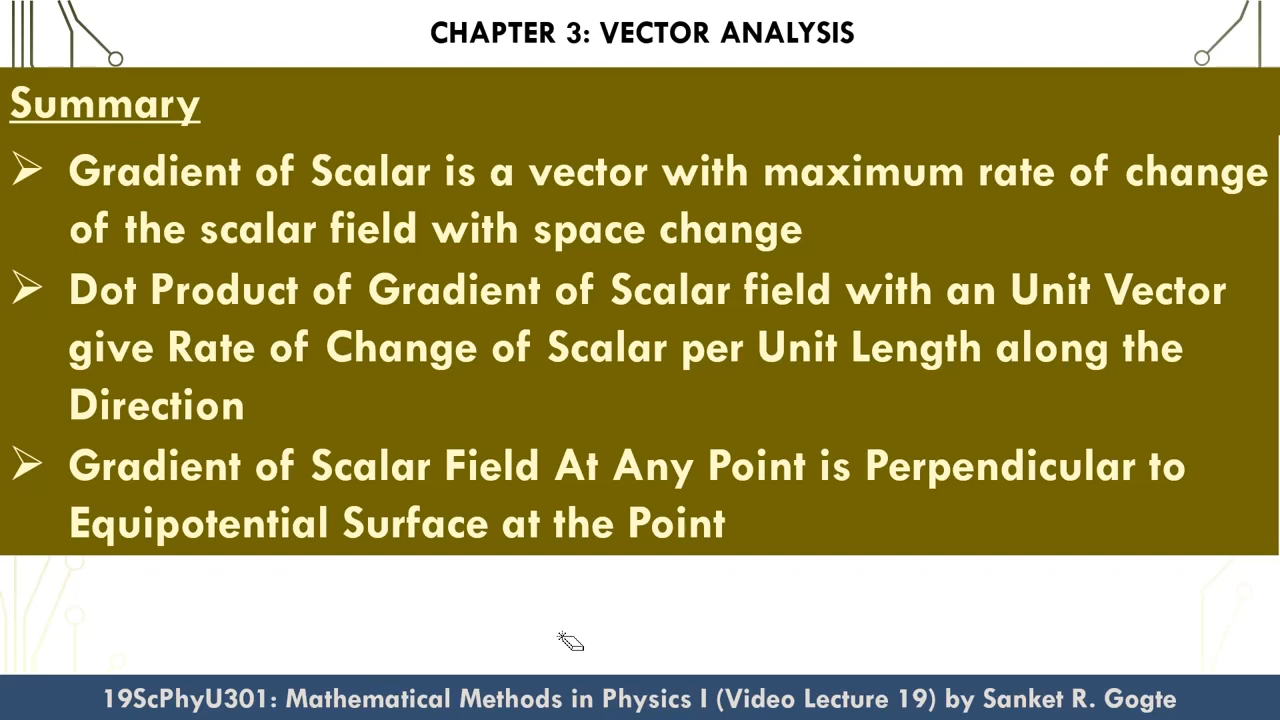 CHAPTER 3: VECTOR ANALYSIS
Summary
Gradient of Scalar is a vector with maximum rate of change
of the scalar field with space change
Dot Product of Gradient of Scalar field with an Unit Vector
give Rate of Change of Scalar per Unit Length along the
Direction
Gradient of Scalar Field At Any Point is Perpendicular to
Equipotential Surface at the Point
19ScPhyU301: Mathematical Methods in Physics I (Video Lecture 19) by Sanket R. Gogte